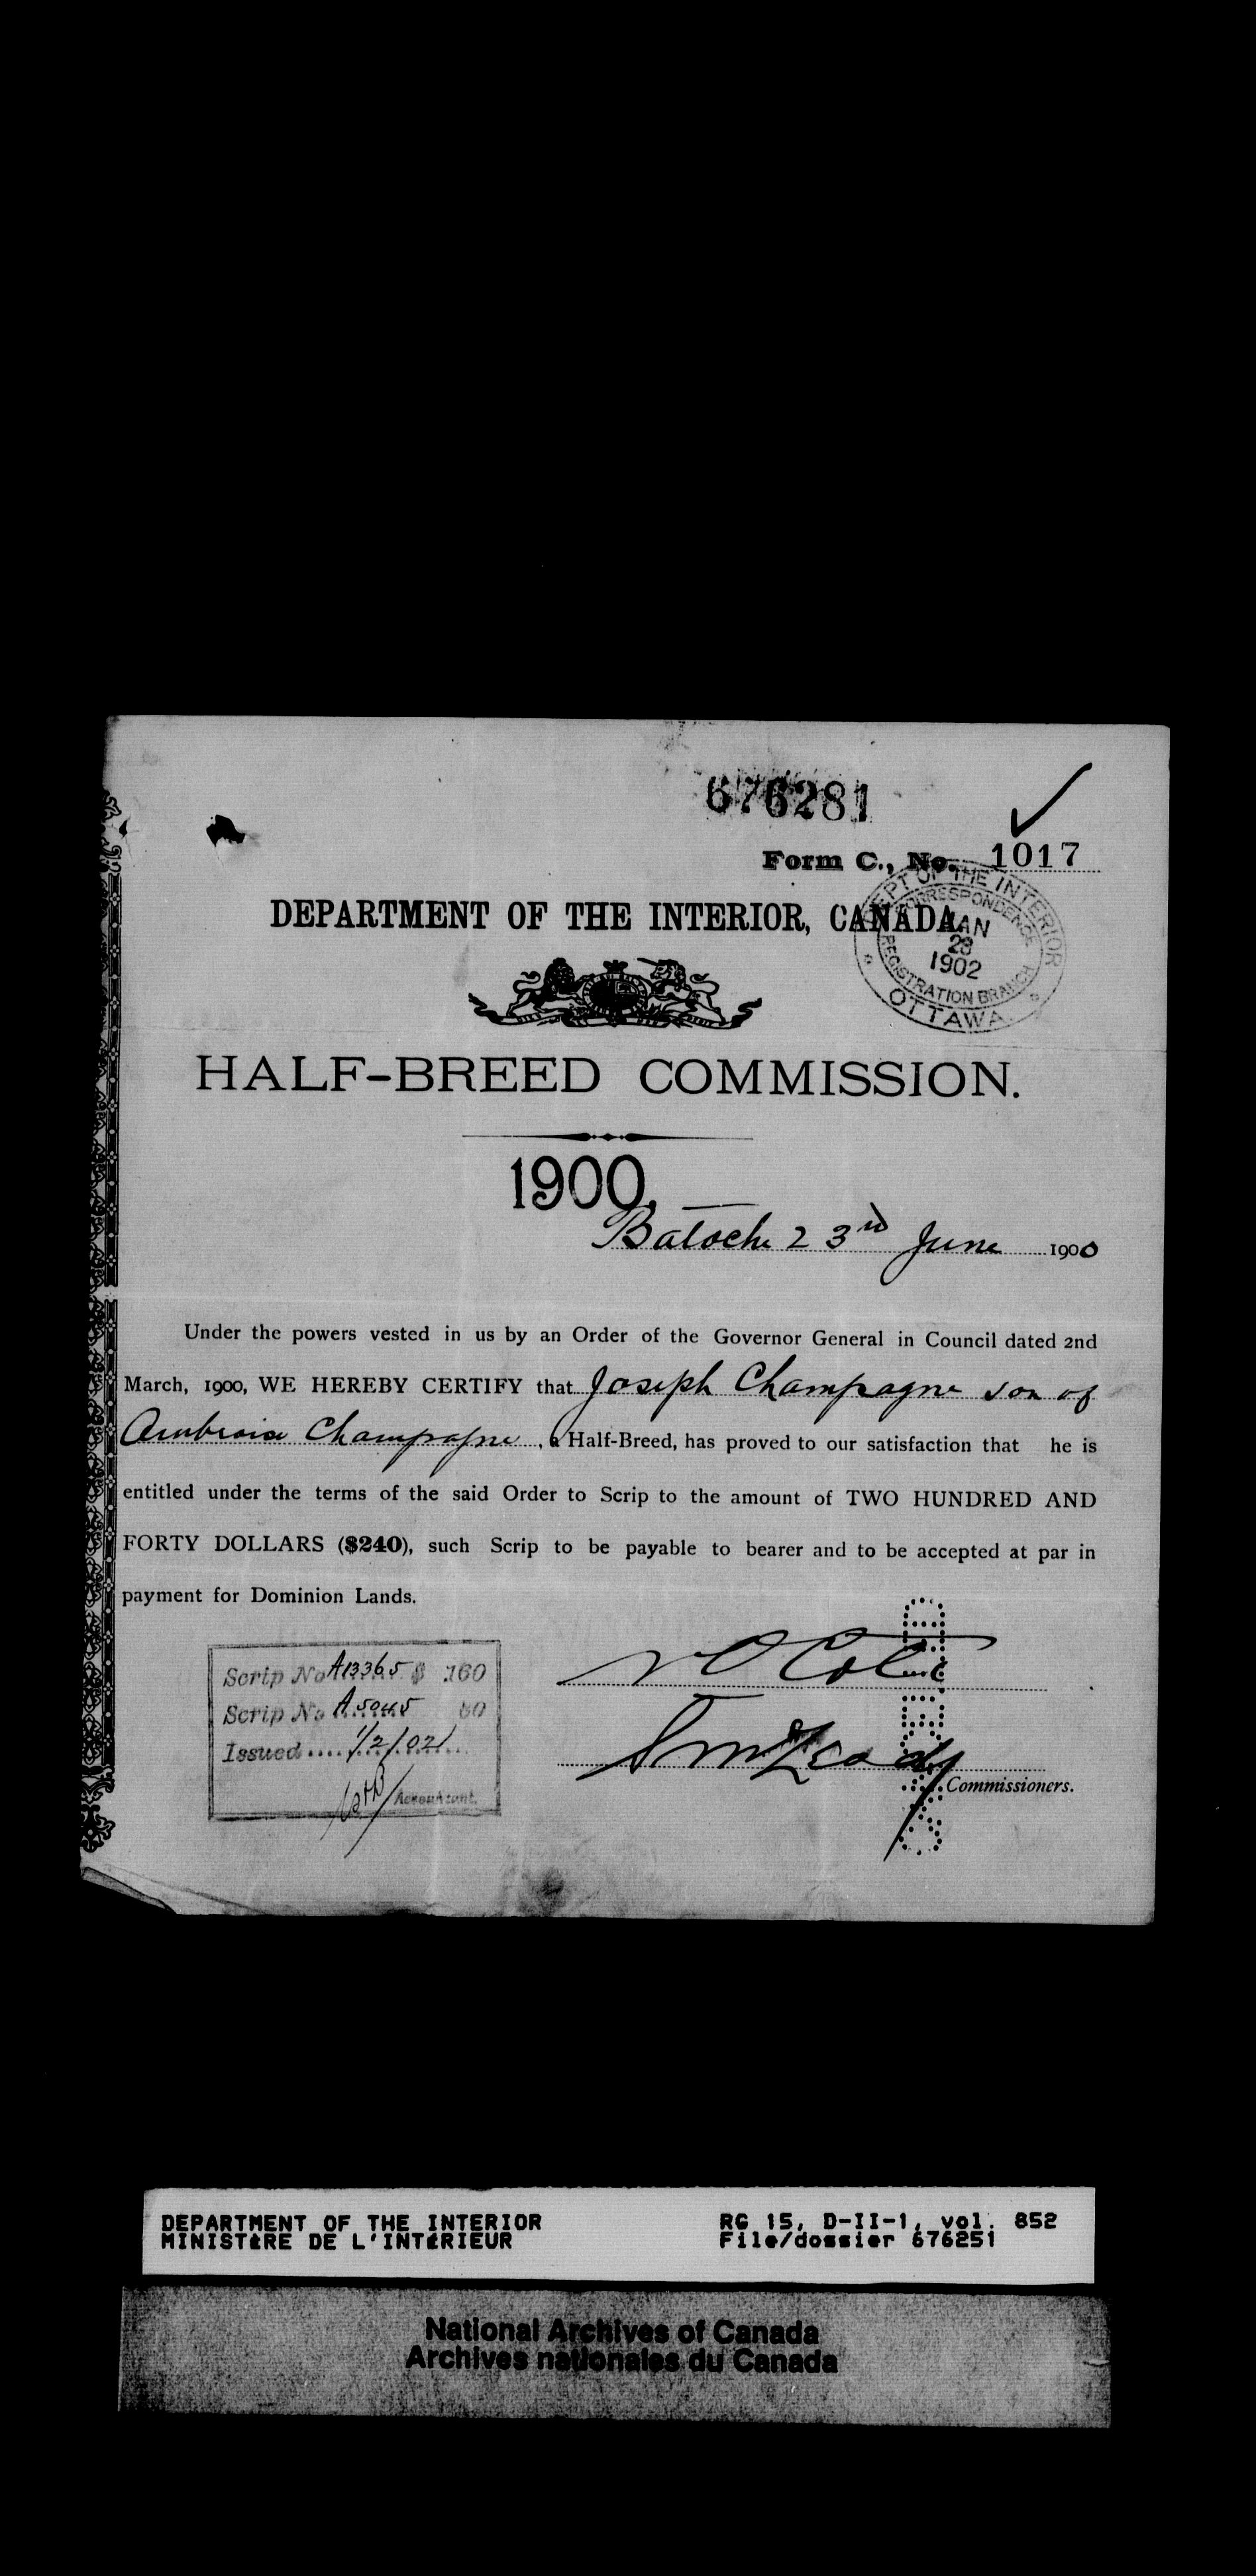 676281
Form C., No. 1017
DEPARTMENT OF THE INTERIOR, CANADA.
DEPT OF THE INTERIOR
CORRESPONDENCE
JAN
28
1902
REGISTRATION BRANCH
OTTAWA
HALF-BREED COMMISSION.
1900.
Batoche 23rd June 1900
Under the powers vested in us by an Order of the Governor General in Council dated 2nd
March, 1900, WE HEREBY CERTIFY that Joseph Champagne son of
Ambroise Champagne, a Half-Breed, has proved to our satisfaction that he is
entitled under the terms of the said Order to Scrip to the amount of TWO HUNDRED AND
FORTY DOLLARS ($240), such Scrip to be payable to bearer and to be accepted at par in
payment for Dominion Lands.
Scrip No A13365 $ 160
Scrip No A5045 80
Issued 1/2/02
Accountant.
Commissioners.
DEPARTMENT OF THE INTERIOR
MINISTÈRE DE L'INTÉRIEUR
RG 15, D-II-1, vol. 852
File/dossier 676251
National Archives of Canada
Archives nationales du Canada